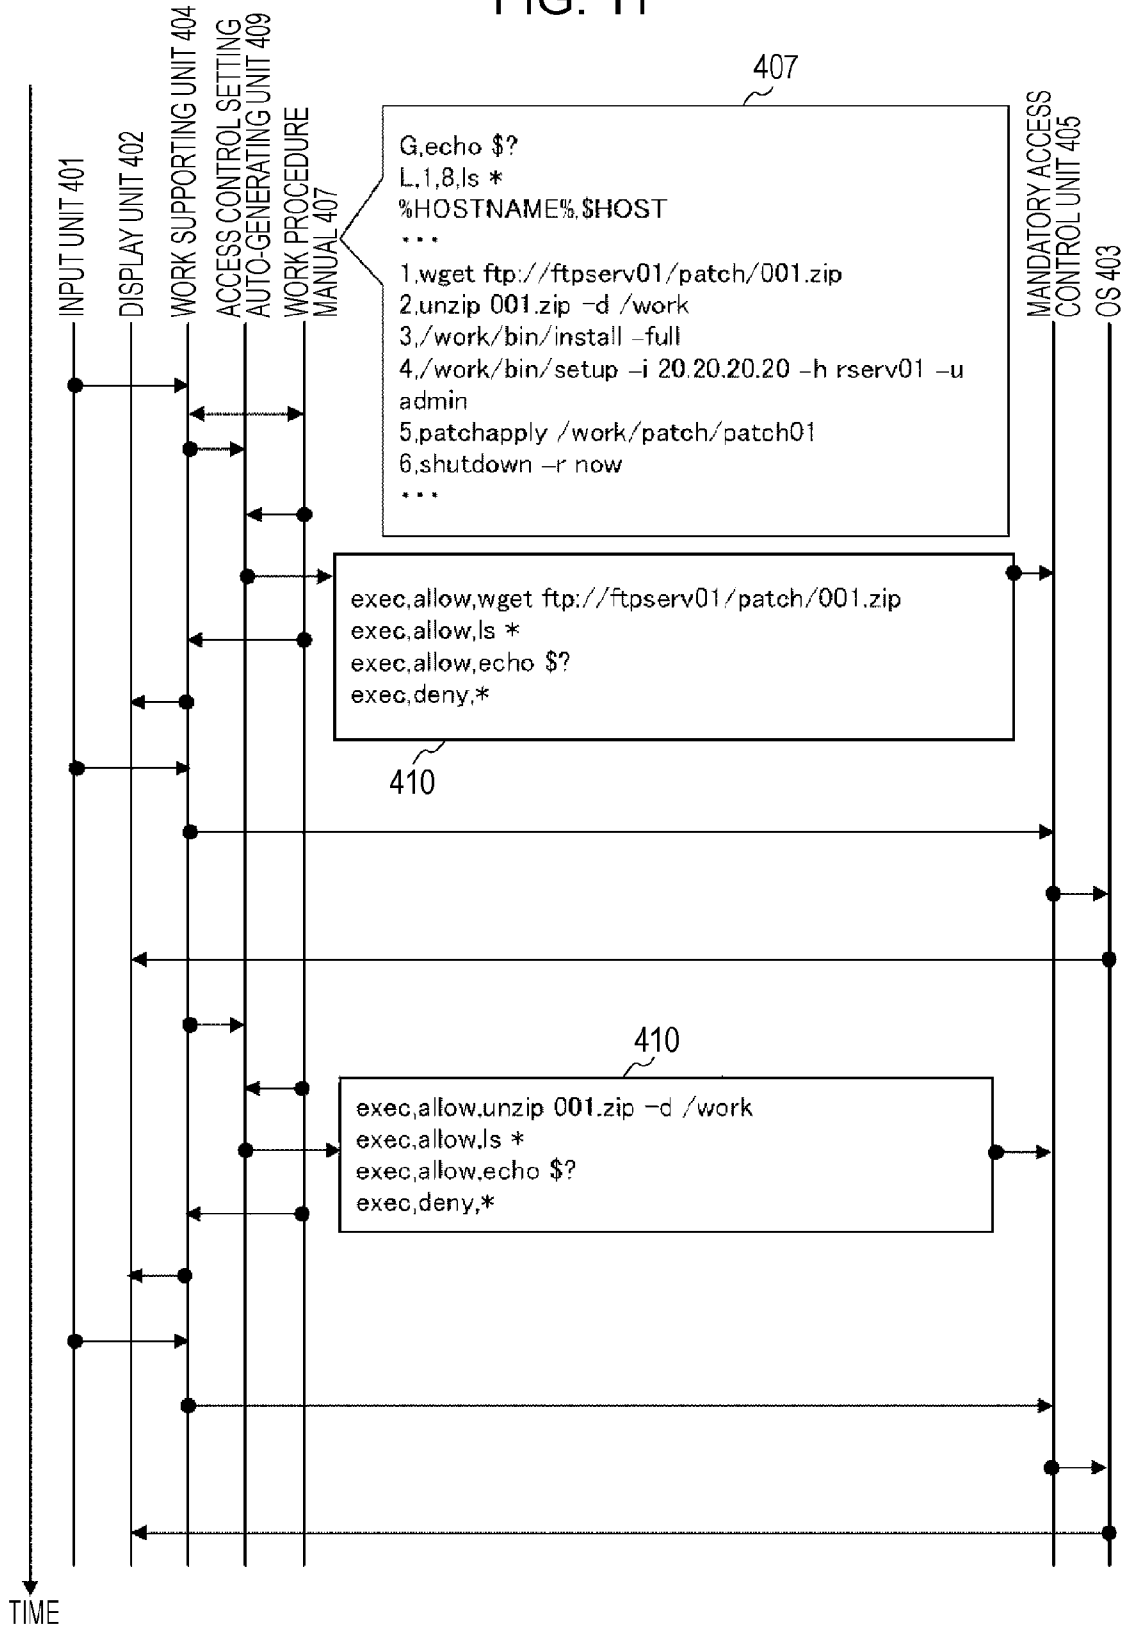 FIG. 11
INPUT UNIT 401
DISPLAY UNIT 402
WORK SUPPORTING UNIT 404
ACCESS CONTROL SETTING
AUTO-GENERATING UNIT 409
WORK PROCEDURE
MANUAL 407
MANDATORY ACCESS
CONTROL UNIT 405
OS 403
407
G,echo $?
L,1,8,ls *
%HOSTNAME%,$HOST
• • •
1,wget ftp://ftpserv01/patch/001.zip
2,unzip 001.zip -d /work
3,/work/bin/install -full
4,/work/bin/setup -i 20.20.20.20 -h rserv01 -u
admin
5,patchapply /work/patch/patch01
6,shutdown -r now
• • •
exec,allow,wget ftp://ftpserv01/patch/001.zip
exec,allow,ls *
exec,allow,echo $?
exec,deny,*
410
410
exec,allow,unzip 001.zip -d /work
exec,allow,ls *
exec,allow,echo $?
exec,deny,*
TIME